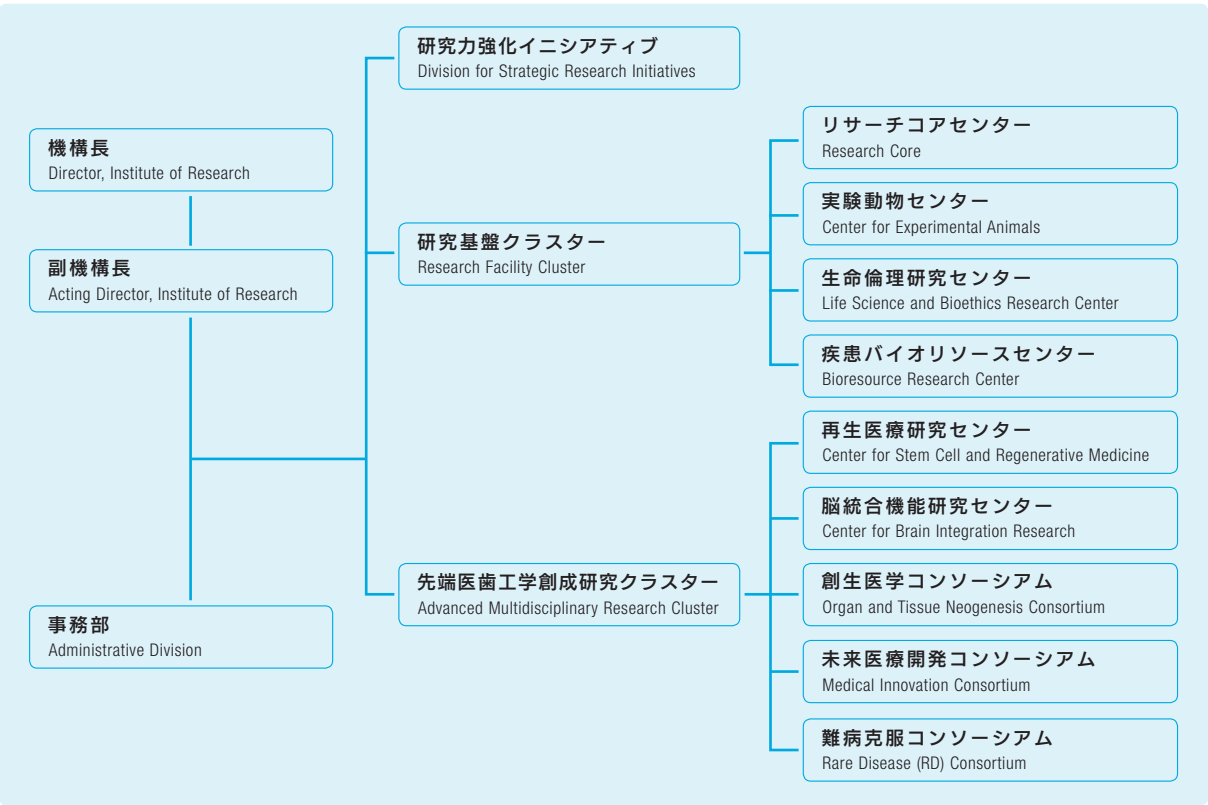 機構長
Director, Institute of Research
副機構長
Acting Director, Institute of Research
事務部
Administrative Division
研究力強化イニシアティブ
Division for Strategic Research Initiatives
研究基盤クラスター
Research Facility Cluster
先端医歯工学創成研究クラスター
Advanced Multidisciplinary Research Cluster
リサーチコアセンター
Research Core
実験動物センター
Center for Experimental Animals
生命倫理研究センター
Life Science and Bioethics Research Center
疾患バイオリソースセンター
Bioresource Research Center
再生医療研究センター
Center for Stem Cell and Regenerative Medicine
脳統合機能研究センター
Center for Brain Integration Research
創生医学コンソーシアム
Organ and Tissue Neogenesis Consortium
未来医療開発コンソーシアム
Medical Innovation Consortium
難病克服コンソーシアム
Rare Disease (RD) Consortium